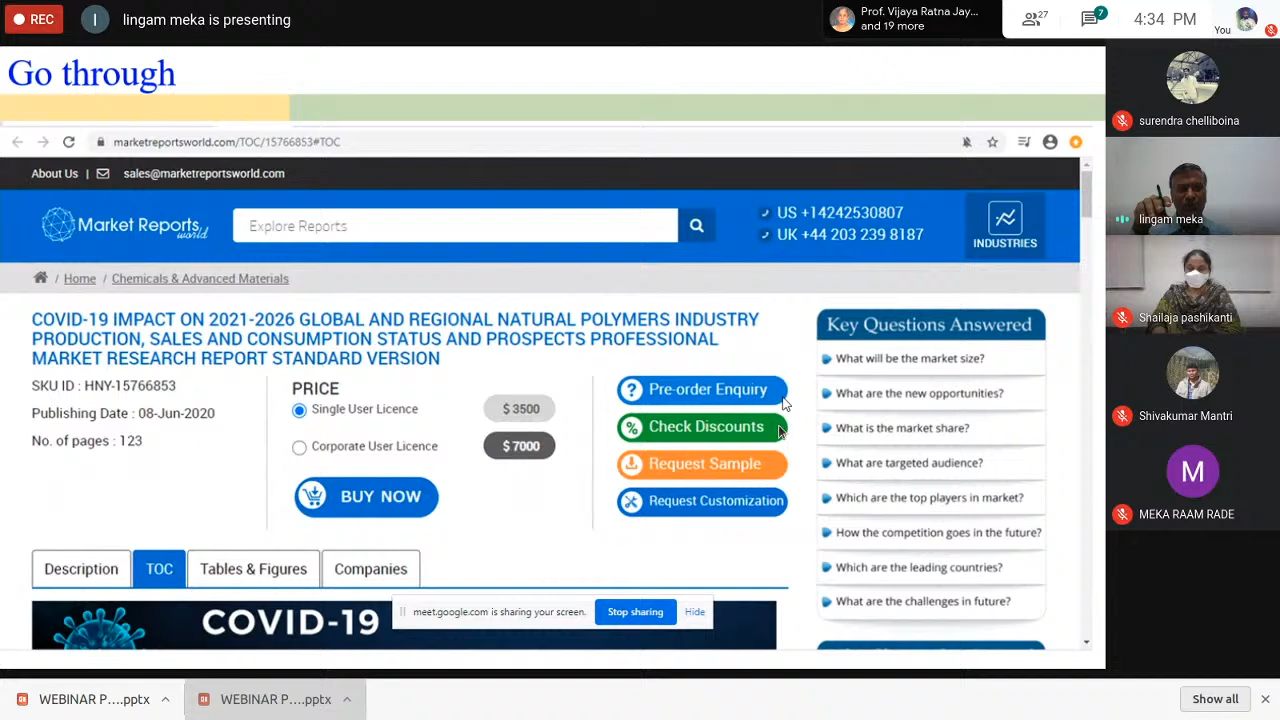 REC
I
lingam meka is presenting
Prof. Vijaya Ratna Jay...
and 19 more
27
7
4:34 PM
You
Go through
marketreportsworld.com/TOC/15766853#TOC
About Us | sales@marketreportsworld.com
Market Reports
world
Explore Reports
US +14242530807
UK +44 203 239 8187
INDUSTRIES
/ Home / Chemicals & Advanced Materials
COVID-19 IMPACT ON 2021-2026 GLOBAL AND REGIONAL NATURAL POLYMERS INDUSTRY
PRODUCTION, SALES AND CONSUMPTION STATUS AND PROSPECTS PROFESSIONAL
MARKET RESEARCH REPORT STANDARD VERSION
SKU ID : HNY-15766853
Publishing Date : 08-Jun-2020
No. of pages : 123
PRICE
Single User Licence
$ 3500
Corporate User Licence
$ 7000
BUY NOW
? Pre-order Enquiry
% Check Discounts
Request Sample
Request Customization
Key Questions Answered
What will be the market size?
What are the new opportunities?
What is the market share?
What are targeted audience?
Which are the top players in market?
How the competition goes in the future?
Which are the leading countries?
What are the challenges in future?
Description
TOC
Tables & Figures
Companies
COVID-19
meet.google.com is sharing your screen.
Stop sharing
Hide
surendra chelliboina
lingam meka
Shailaja pashikanti
Shivakumar Mantri
M
MEKA RAAM RADE
WEBINAR P....pptx
WEBINAR P....pptx
Show all